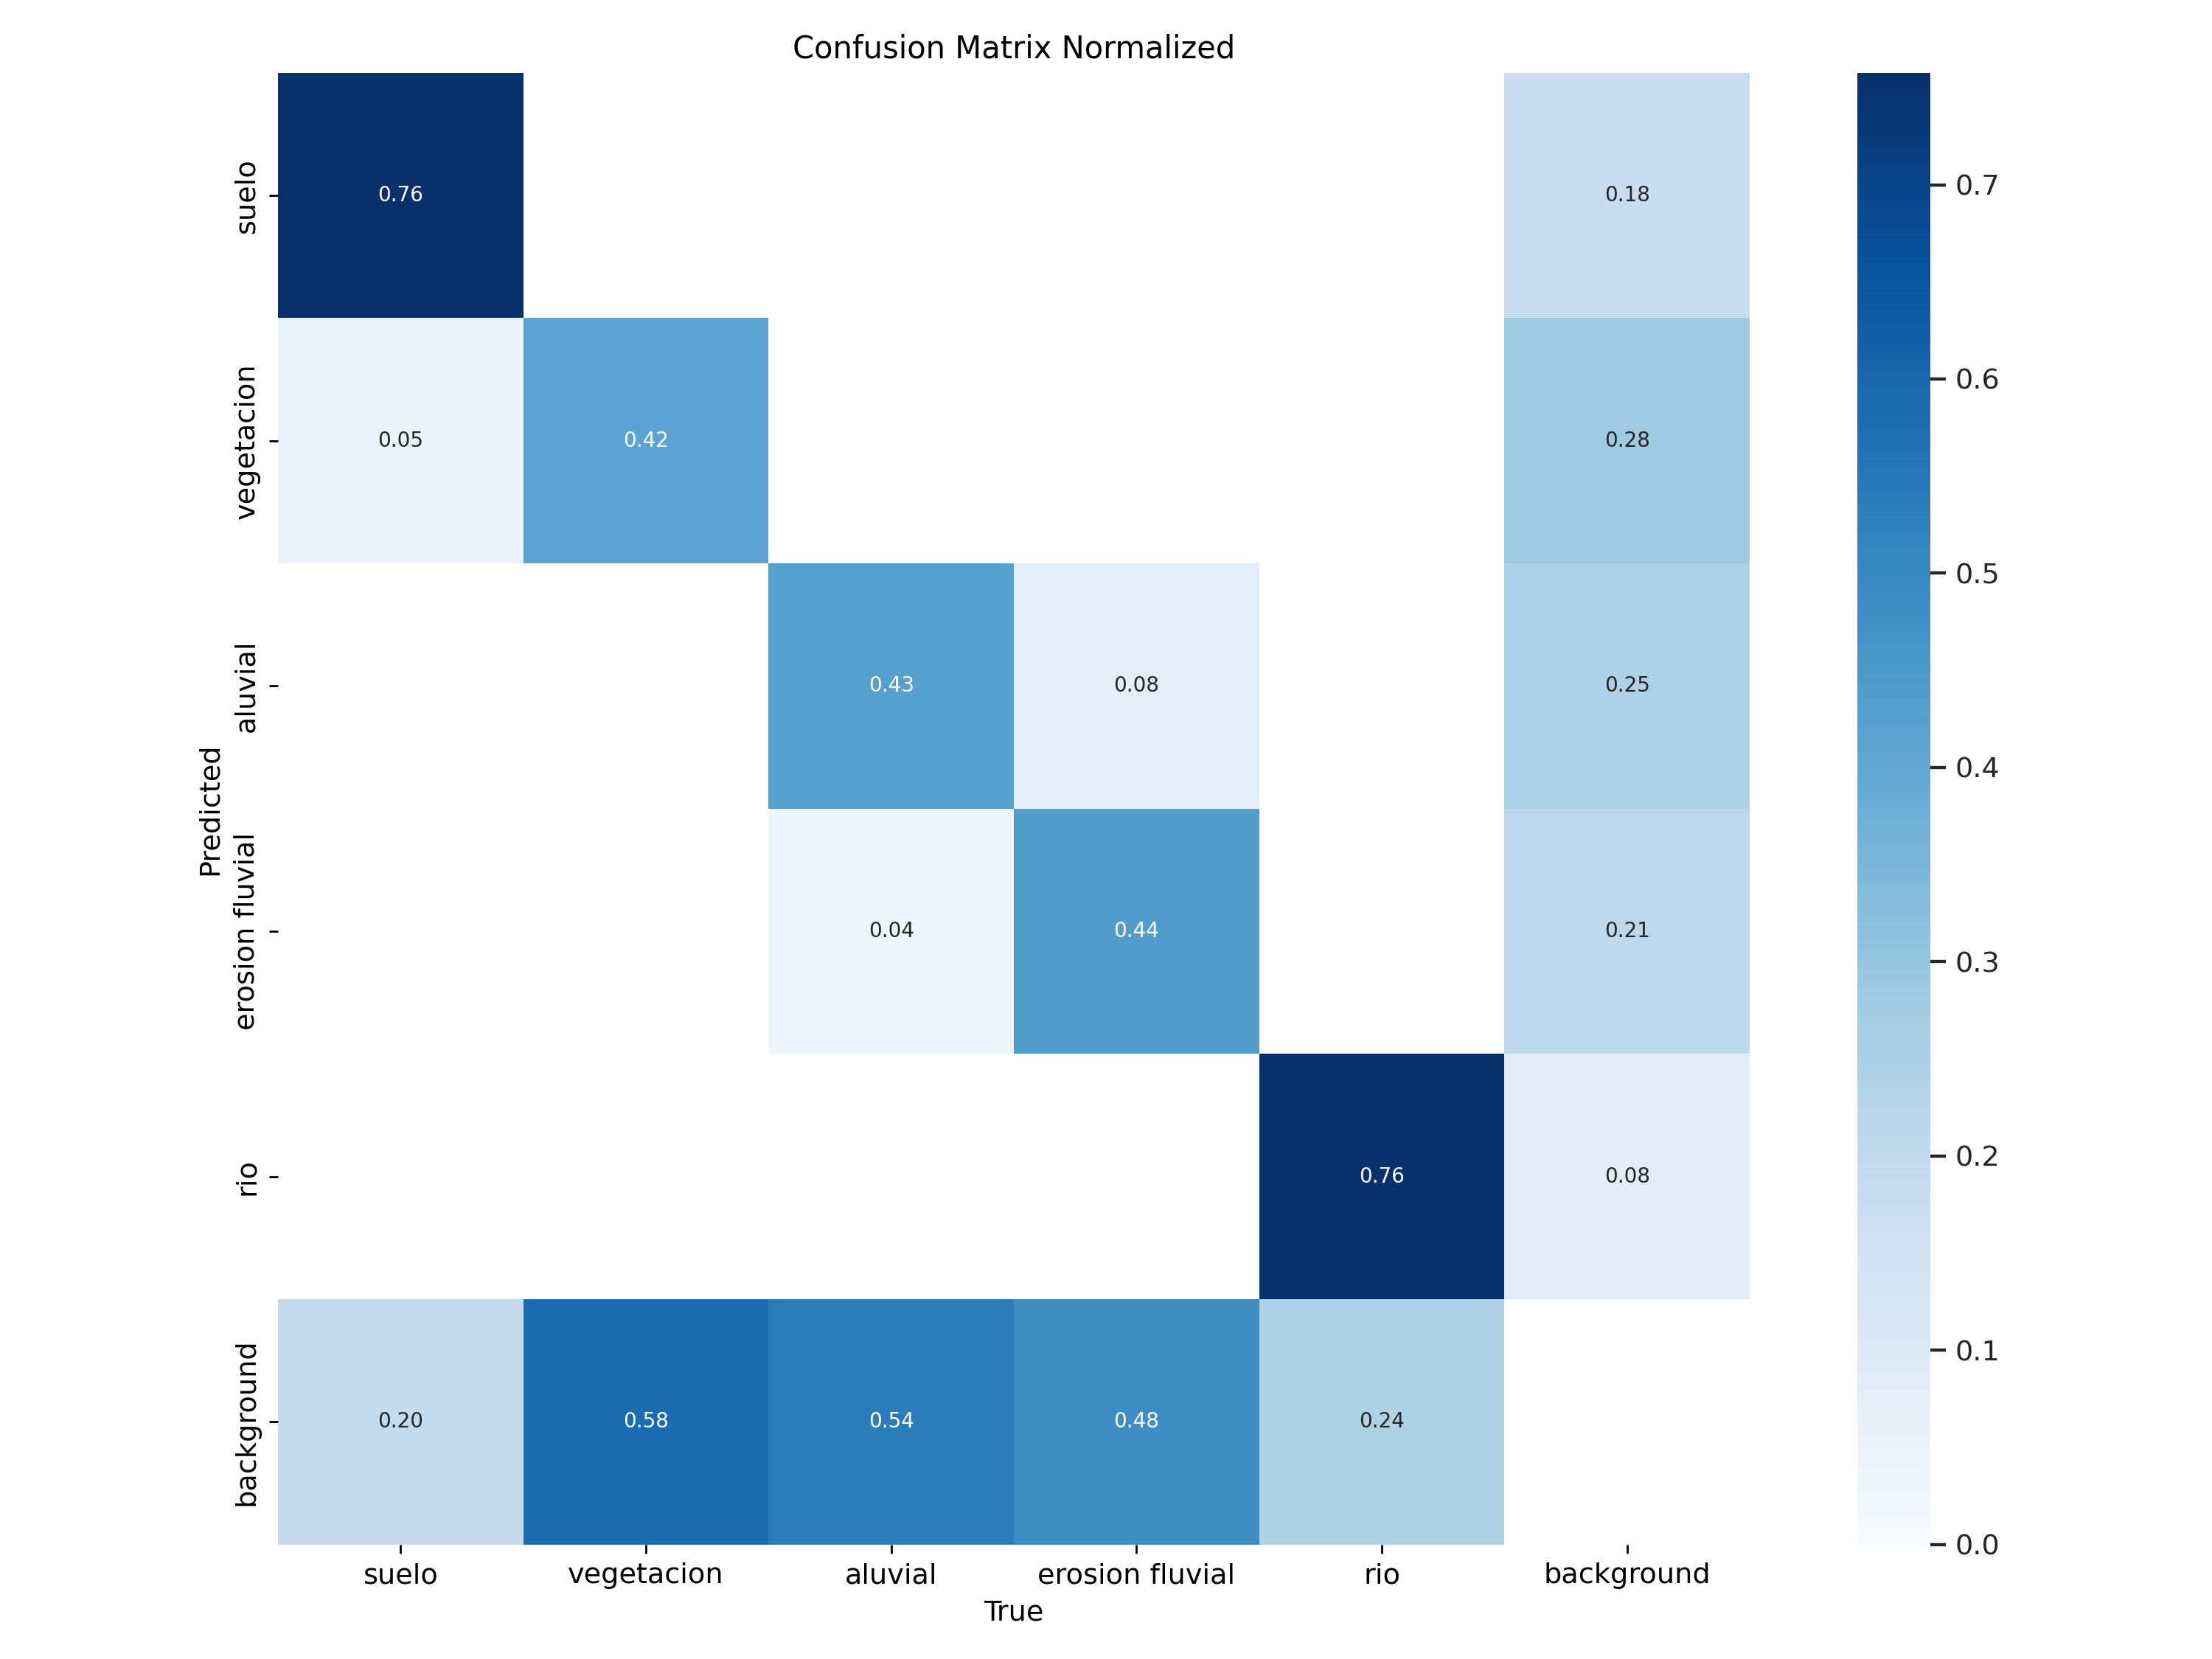 Confusion Matrix Normalized
suelo
0.76
0.18
0.7
vegetacion
0.05
0.42
0.28
0.6
0.5
aluvial
0.43
0.08
0.25
0.4
Predicted
erosion fluvial
0.04
0.44
0.21
0.3
rio
0.76
0.08
0.2
background
0.20
0.58
0.54
0.48
0.24
0.1
0.0
suelo vegetacion aluvial erosion fluvial rio background
True